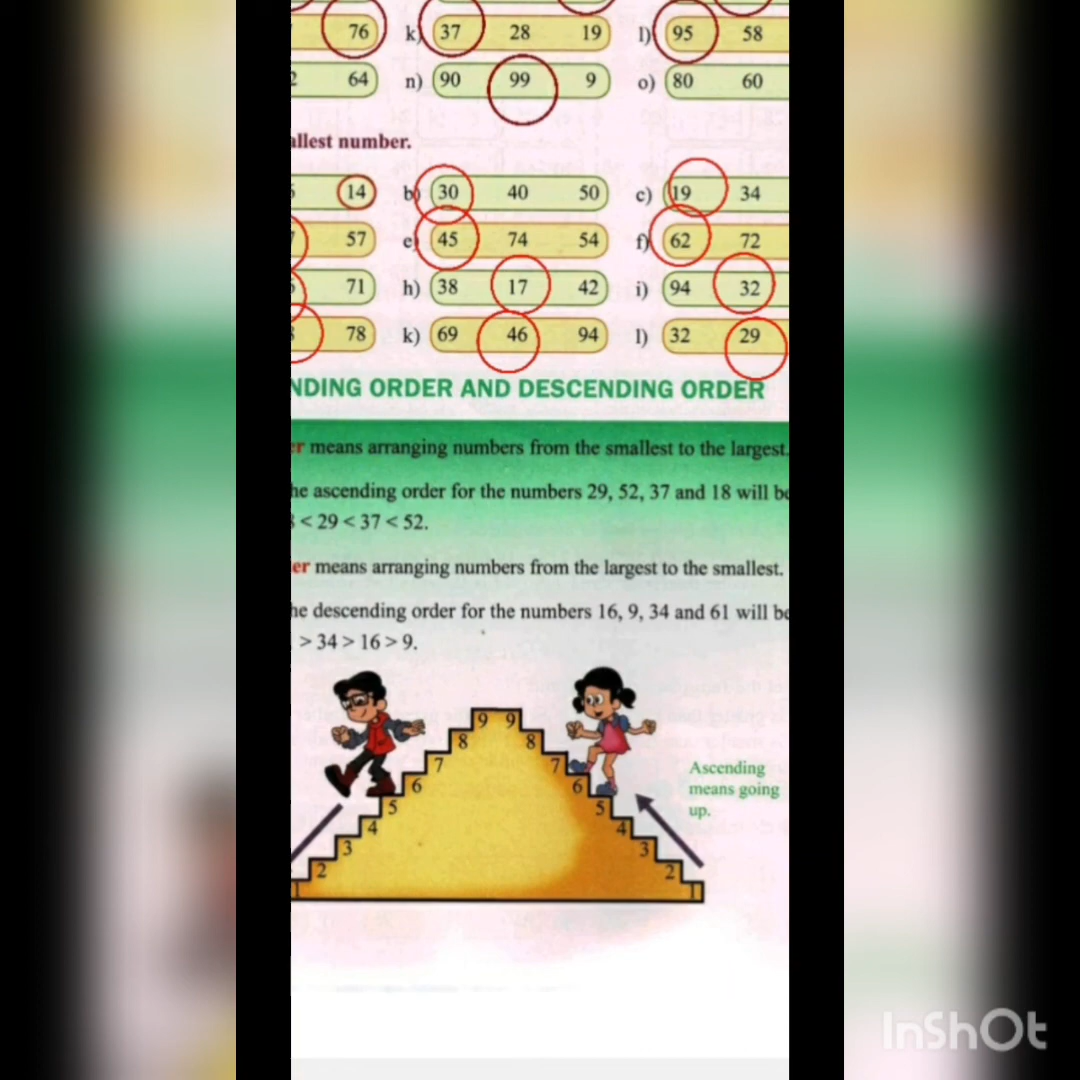 76 k) 37 28 19 l) 95 58
64 n) 90 99 9 o) 80 60
allest number.
14 b) 30 40 50 c) 19 34
57 e) 45 74 54 f) 62 72
71 h) 38 17 42 i) 94 32
78 k) 69 46 94 l) 32 29
NDING ORDER AND DESCENDING ORDER
er means arranging numbers from the smallest to the largest.
he ascending order for the numbers 29, 52, 37 and 18 will be
< 29 < 37 < 52.
er means arranging numbers from the largest to the smallest.
he descending order for the numbers 16, 9, 34 and 61 will be
> 34 > 16 > 9.
9 9
8 8
7 7
6 6
5 5
4 4
3 3
2 2
1 1
Ascending
means going
up.
InShOt